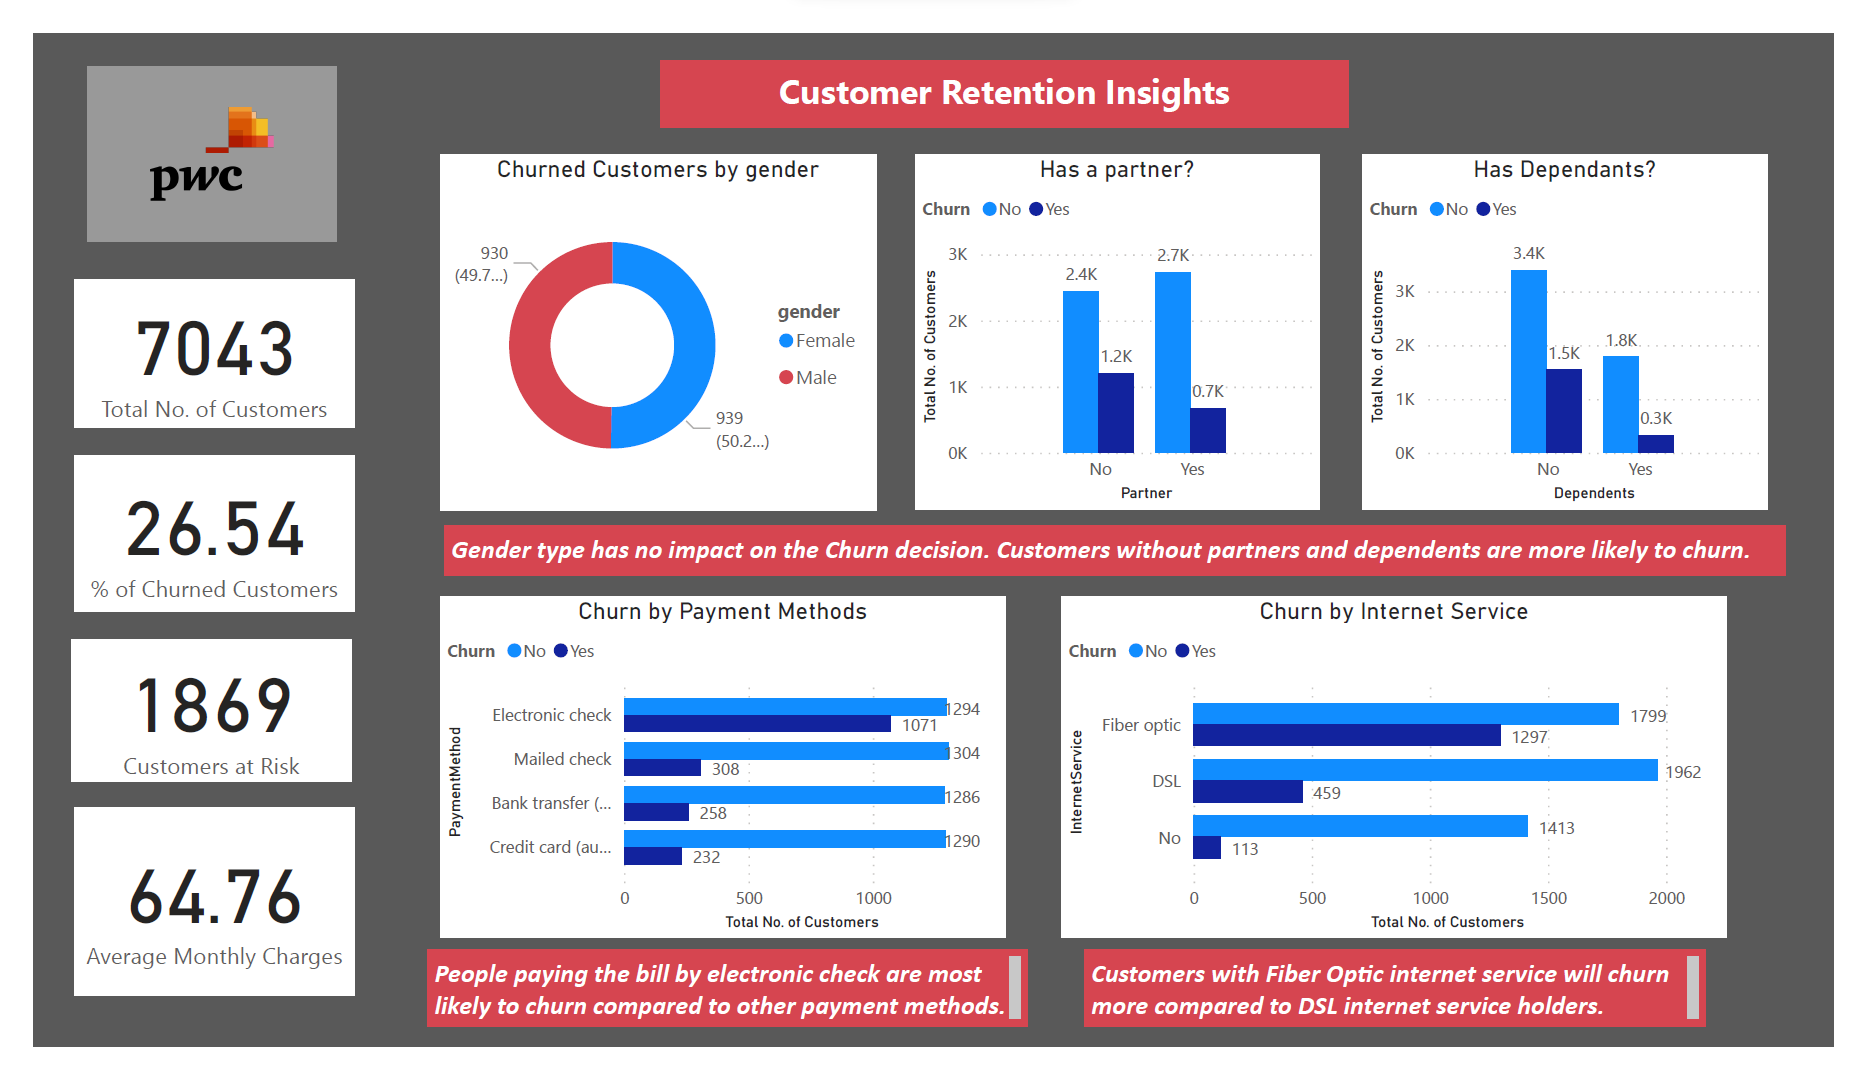 pwc
Customer Retention Insights
7043
Total No. of Customers
26.54
% of Churned Customers
1869
Customers at Risk
64.76
Average Monthly Charges
Churned Customers by gender
930
(49.7...)
939
(50.2...)
gender
Female
Male
Has a partner?
Churn No Yes
Total No. of Customers
3K
2K
1K
0K
2.4K
1.2K
2.7K
0.7K
No Yes
Partner
Has Dependants?
Churn No Yes
Total No. of Customers
3K
2K
1K
0K
3.4K
1.5K
1.8K
0.3K
No Yes
Dependents
Gender type has no impact on the Churn decision. Customers without partners and dependents are more likely to churn.
Churn by Payment Methods
Churn No Yes
PaymentMethod
Electronic check 1294
1071
Mailed check 1304
308
Bank transfer (... 1286
258
Credit card (au... 1290
232
0 500 1000
Total No. of Customers
Churn by Internet Service
Churn No Yes
InternetService
Fiber optic 1799
1297
DSL 1962
459
No 1413
113
0 500 1000 1500 2000
Total No. of Customers
People paying the bill by electronic check are most
likely to churn compared to other payment methods.
Customers with Fiber Optic internet service will churn
more compared to DSL internet service holders.